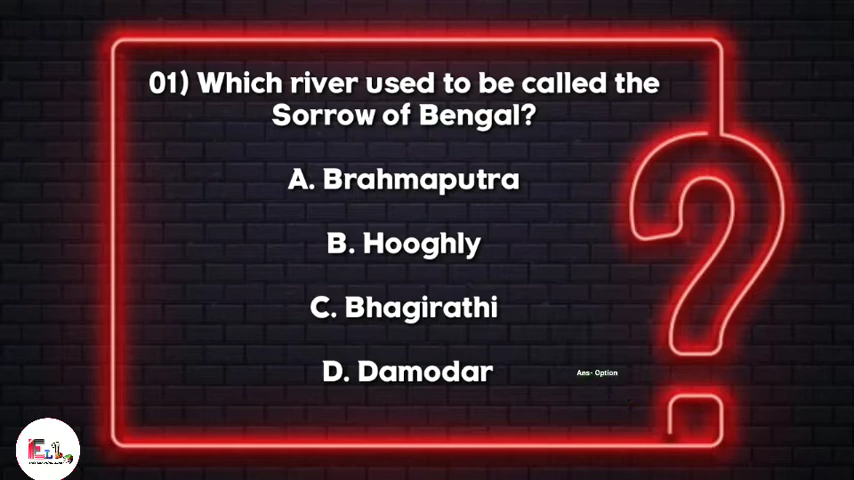 01) Which river used to be called the
Sorrow of Bengal?
A. Brahmaputra
B. Hooghly
C. Bhagirathi
D. Damodar
Ans- Option